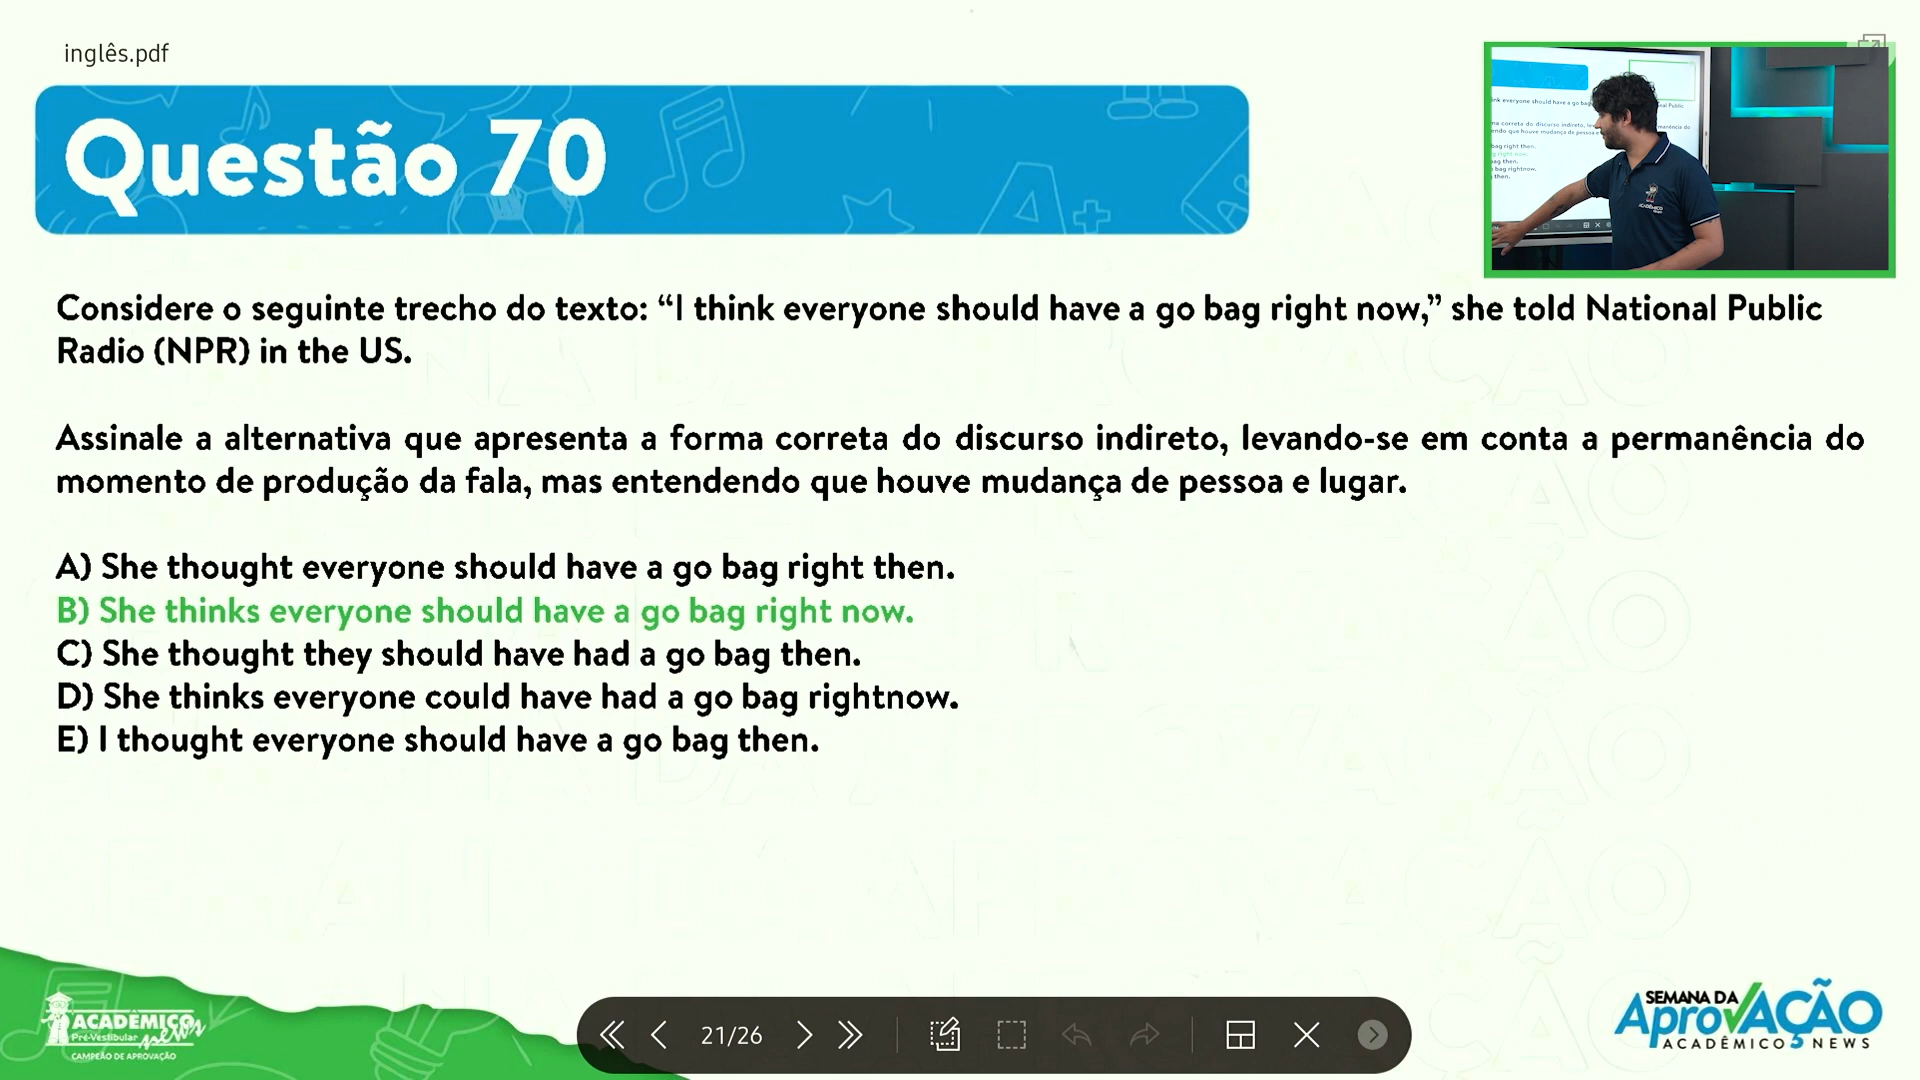 inglês.pdf
Questão 70
Considere o seguinte trecho do texto: “I think everyone should have a go bag right now,” she told National Public
Radio (NPR) in the US.
Assinale a alternativa que apresenta a forma correta do discurso indireto, levando-se em conta a permanência do
momento de produção da fala, mas entendendo que houve mudança de pessoa e lugar.
A) She thought everyone should have a go bag right then.
B) She thinks everyone should have a go bag right now.
C) She thought they should have had a go bag then.
D) She thinks everyone could have had a go bag rightnow.
E) I thought everyone should have a go bag then.
ACADÊMICO
news
Pré-Vestibular
CAMPEÃO DE APROVAÇÃO
21/26
SEMANA DA
AproVAÇÃO
ACADÊMICO NEWS